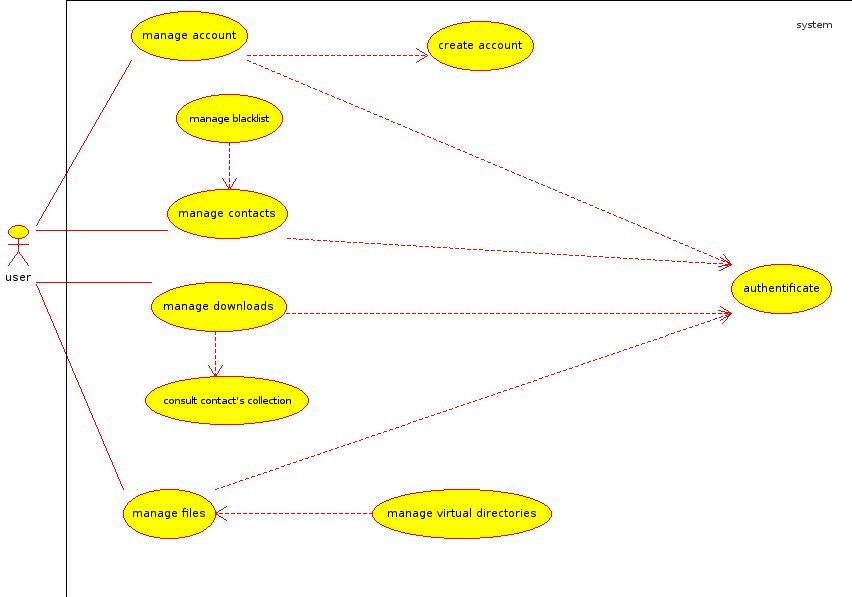 system
manage account
create account
manage blacklist
manage contacts
user
authentificate
manage downloads
consult contact's collection
manage files
manage virtual directories